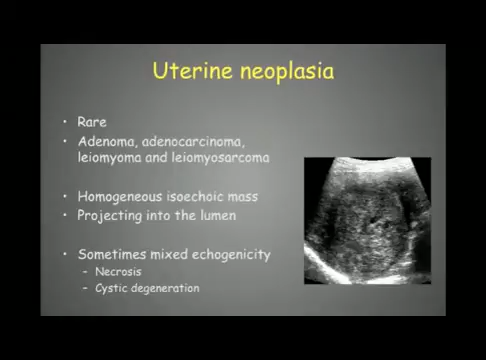 Uterine neoplasia
• Rare
• Adenoma, adenocarcinoma,
leiomyoma and leiomyosarcoma
• Homogeneous isoechoic mass
• Projecting into the lumen
• Sometimes mixed echogenicity
– Necrosis
– Cystic degeneration